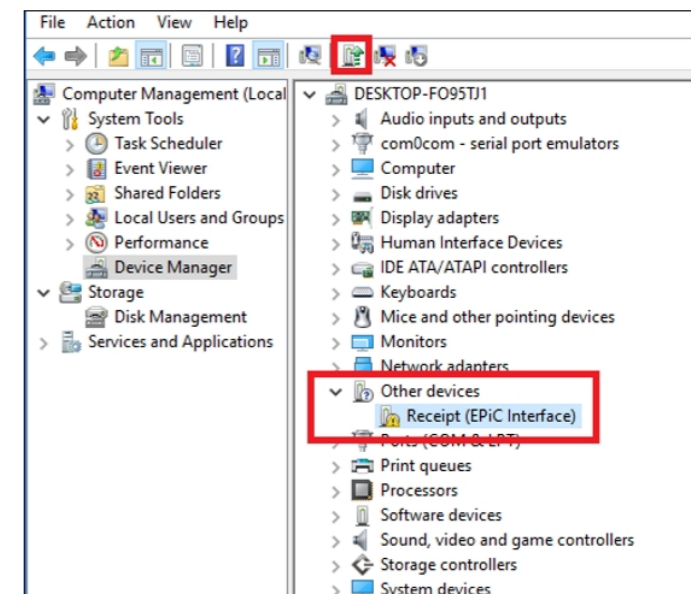 File Action View Help
Computer Management (Local
System Tools
Task Scheduler
Event Viewer
Shared Folders
Local Users and Groups
Performance
Device Manager
Storage
Disk Management
Services and Applications
DESKTOP-FO95TJ1
Audio inputs and outputs
com0com - serial port emulators
Computer
Disk drives
Display adapters
Human Interface Devices
IDE ATA/ATAPI controllers
Keyboards
Mice and other pointing devices
Monitors
Network adapters
Other devices
Receipt (EPiC Interface)
Ports (COM & LPT)
Print queues
Processors
Software devices
Sound, video and game controllers
Storage controllers
System devices